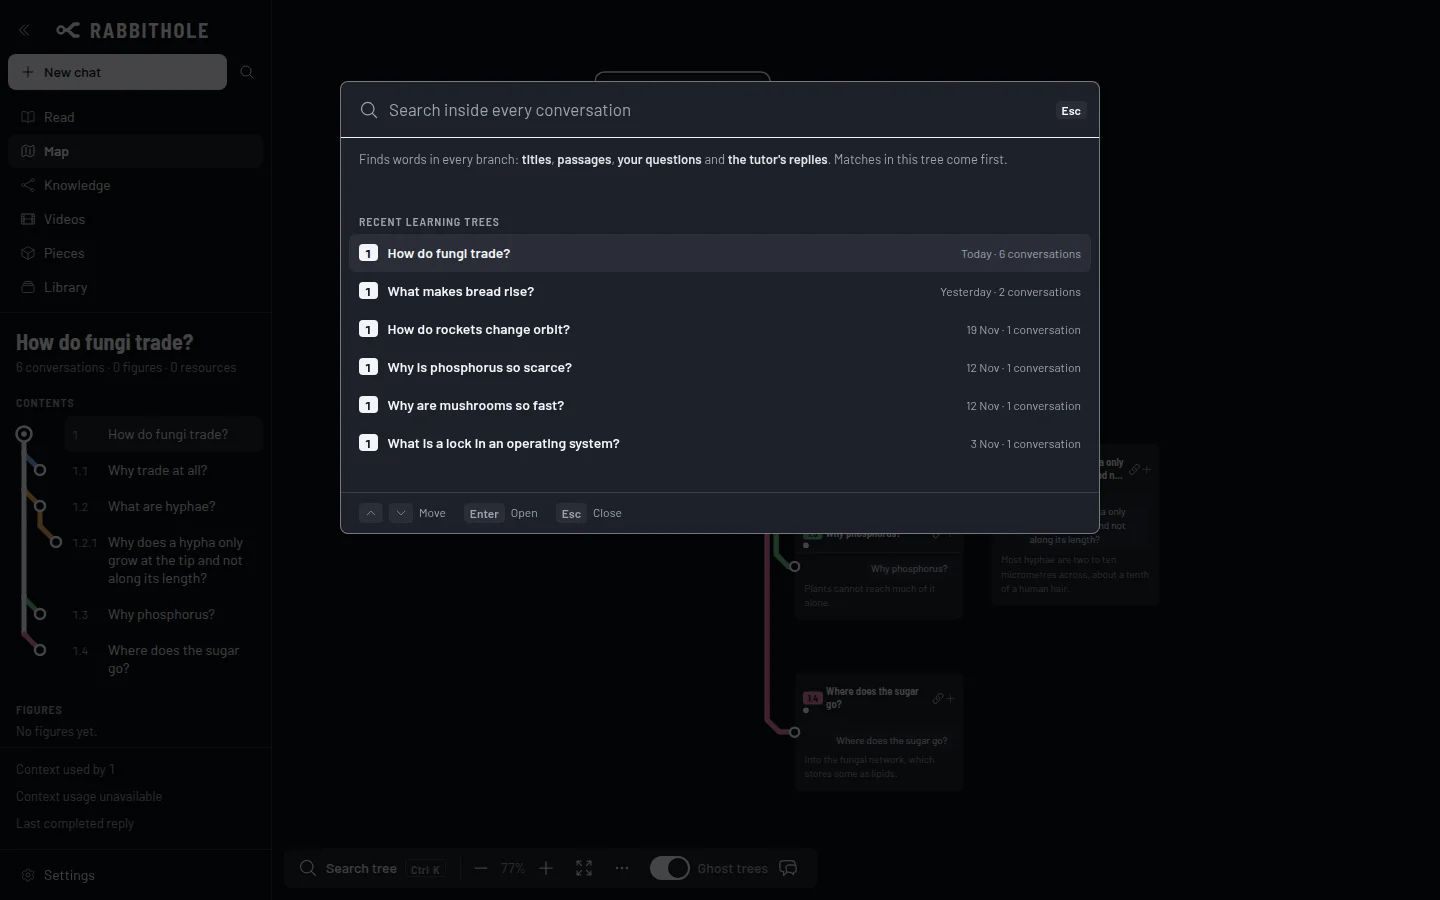 RABBITHOLE
New chat
Read
Map
Knowledge
Videos
Pieces
Library
How do fungi trade?
6 conversations · 0 figures · 0 resources
CONTENTS
1 How do fungi trade?
1.1 Why trade at all?
1.2 What are hyphae?
1.2.1 Why does a hypha only
grow at the tip and not
along its length?
1.3 Why phosphorus?
1.4 Where does the sugar
go?
FIGURES
No figures yet.
Context used by 1
Context usage unavailable
Last completed reply
Settings
Search inside every conversation
Esc
Finds words in every branch: titles, passages, your questions and the tutor's replies. Matches in this tree come first.
RECENT LEARNING TREES
1 How do fungi trade? Today · 6 conversations
1 What makes bread rise? Yesterday · 2 conversations
1 How do rockets change orbit? 19 Nov · 1 conversation
1 Why is phosphorus so scarce? 12 Nov · 1 conversation
1 Why are mushrooms so fast? 12 Nov · 1 conversation
1 What is a lock in an operating system? 3 Nov · 1 conversation
Move Enter Open Esc Close
a only
nd n...
a only
nd not
along its length?
Most hyphae are two to ten
micrometres across, about a tenth
of a human hair.
Why phosphorus?
Why phosphorus?
Plants cannot reach much of it
alone.
1.4 Where does the sugar
go?
Where does the sugar go?
Into the fungal network, which
stores some as lipids.
Search tree Ctrl K
77%
Ghost trees